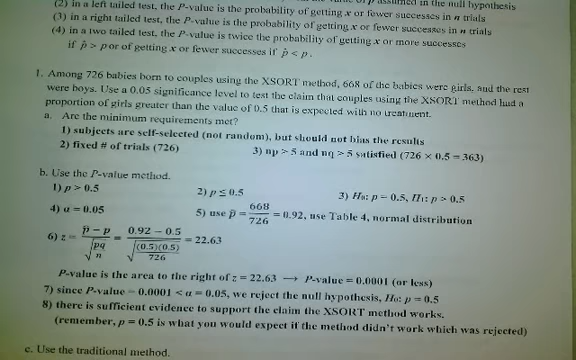 assumed in the null hypothesis
(2) in a left tailed test, the P-value is the probability of getting x or fewer successes in n trials
(3) in a right tailed test, the P-value is the probability of getting x or fewer successes in n trials
(4) in a two tailed test, the P-value is twice the probability of getting x or more successes
if p̂ > p or of getting x or fewer successes if p̂ < p.
1. Among 726 babies born to couples using the XSORT method, 668 of the babies were girls, and the rest
were boys. Use a 0.05 significance level to test the claim that couples using the XSORT method had a
proportion of girls greater than the value of 0.5 that is expected with no treatment.
a. Are the minimum requirements met?
1) subjects are self-selected (not random), but should not bias the results
2) fixed # of trials (726) 3) np > 5 and nq > 5 satisfied (726 × 0.5 = 363)
b. Use the P-value method.
1) p > 0.5 2) p ≤ 0.5 3) H₀: p = 0.5, H₁: p > 0.5
4) α = 0.05 5) use p̂ = 668/726 = 0.92, use Table 4, normal distribution
6) z = (p̂ − p)/√(pq/n) = (0.92 − 0.5)/√((0.5)(0.5)/726) = 22.63
P-value is the area to the right of z = 22.63 → P-value = 0.0001 (or less)
7) since P-value = 0.0001 < α = 0.05, we reject the null hypothesis, H₀: p = 0.5
8) there is sufficient evidence to support the claim the XSORT method works.
(remember, p = 0.5 is what you would expect if the method didn't work which was rejected)
c. Use the traditional method.